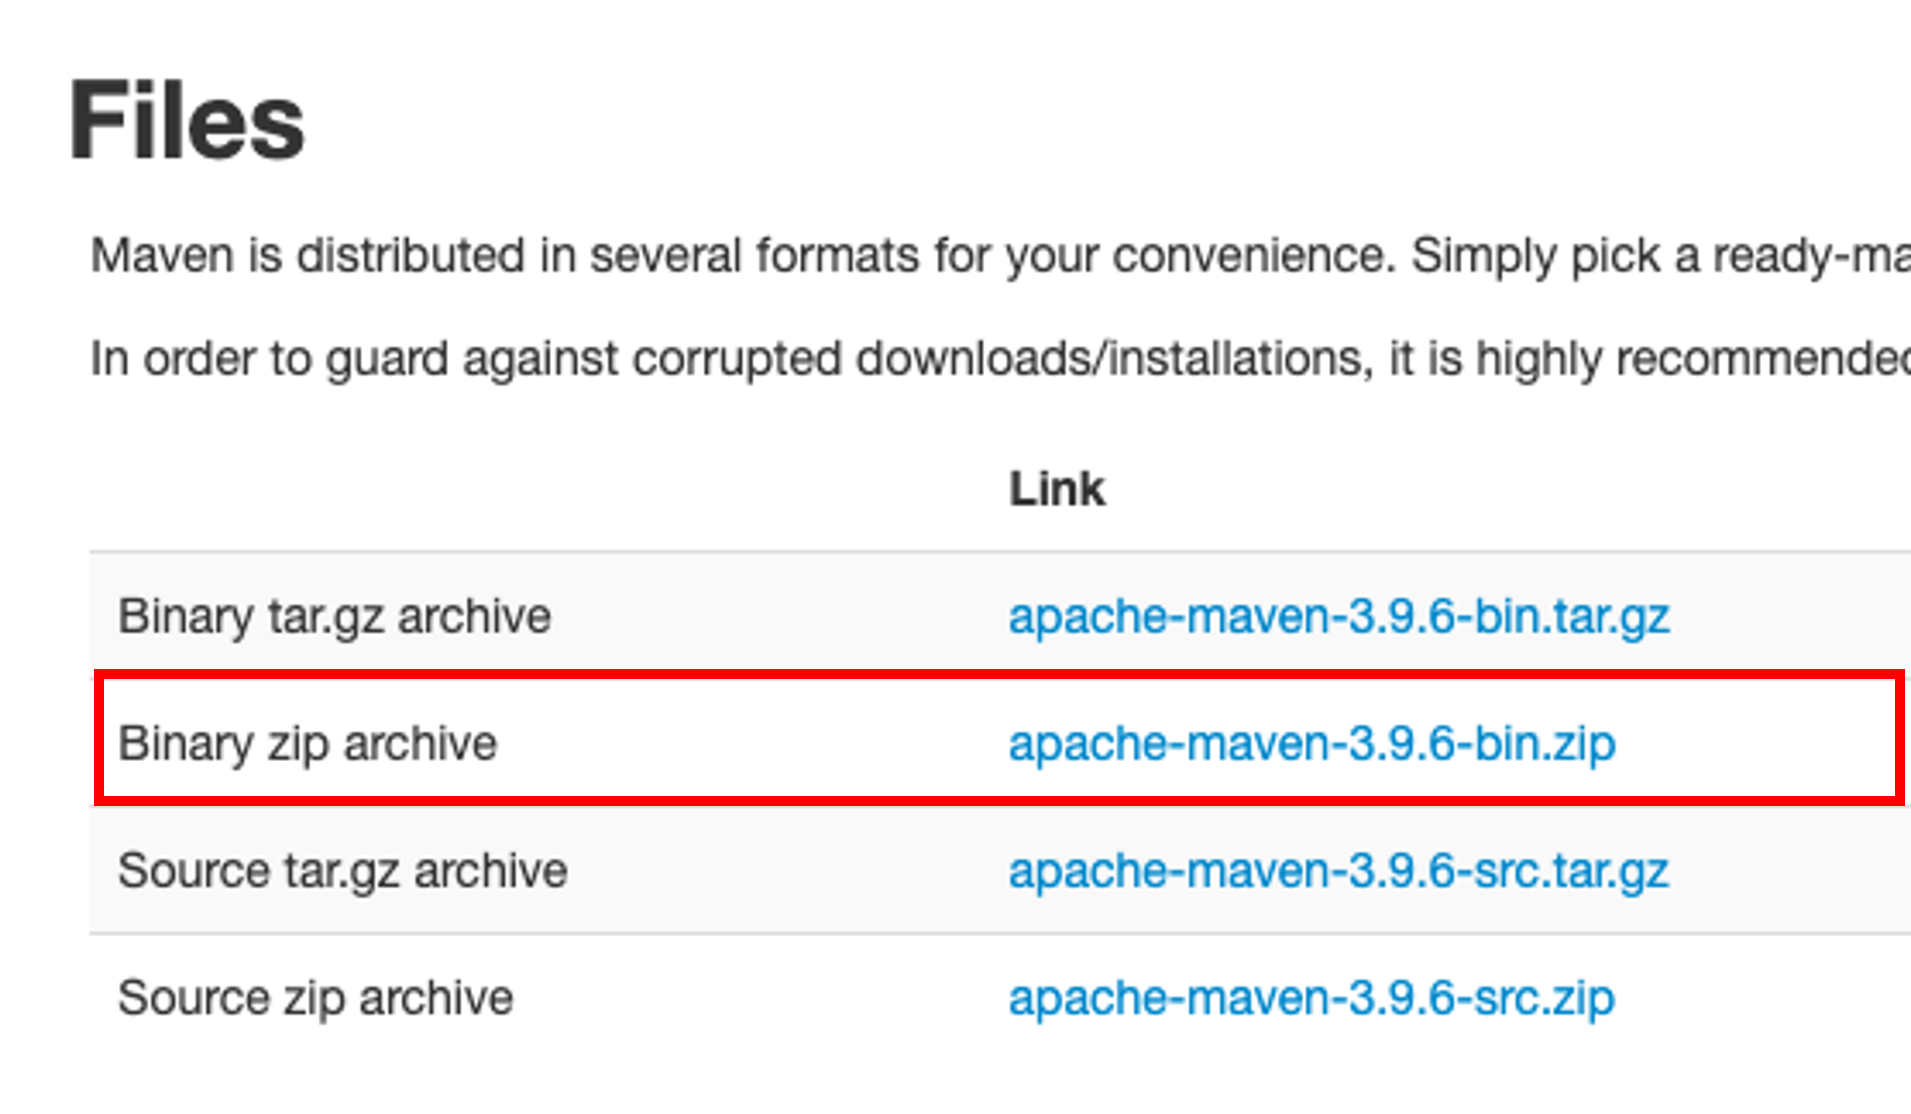 Files
Maven is distributed in several formats for your convenience. Simply pick a ready-ma
In order to guard against corrupted downloads/installations, it is highly recommended
Link
Binary tar.gz archive apache-maven-3.9.6-bin.tar.gz
Binary zip archive apache-maven-3.9.6-bin.zip
Source tar.gz archive apache-maven-3.9.6-src.tar.gz
Source zip archive apache-maven-3.9.6-src.zip